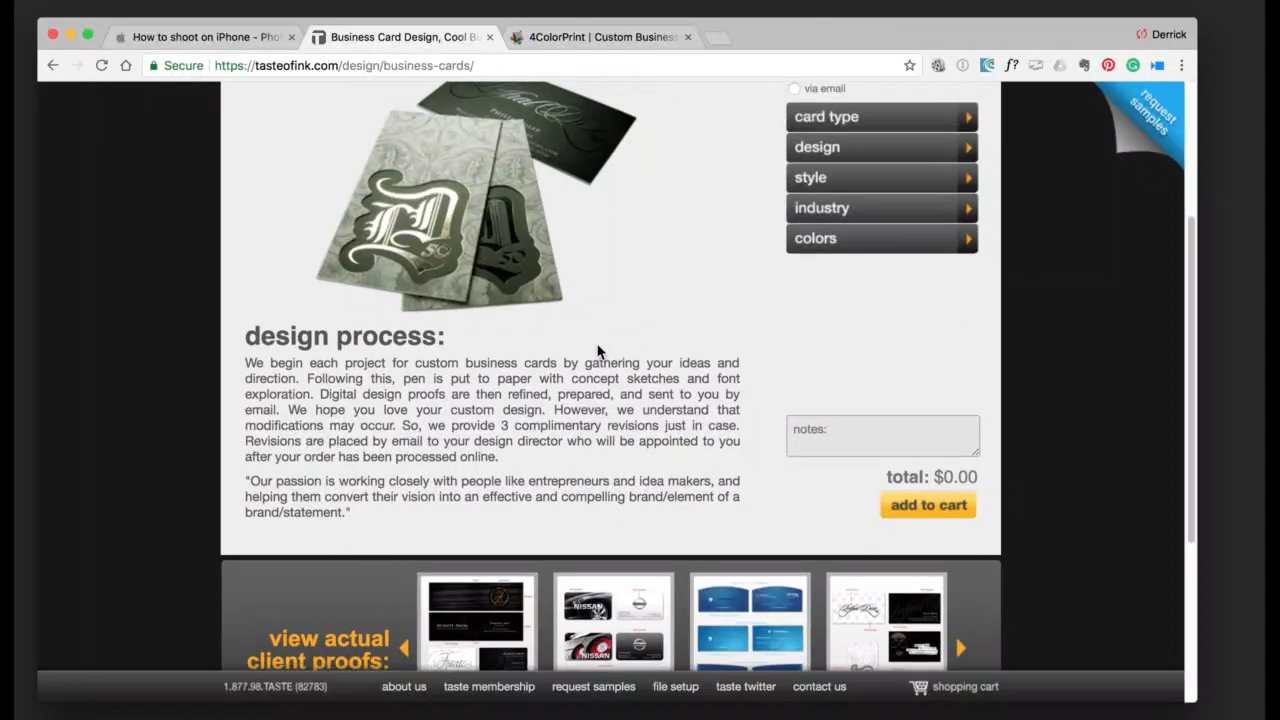 How to shoot on iPhone - Pho
Business Card Design, Cool Bu
4ColorPrint | Custom Business
Derrick
Secure
https://tasteofink.com/design/business-cards/
f?
request
samples
via email
card type
design
style
industry
colors
design process:
We begin each project for custom business cards by gathering your ideas and
direction. Following this, pen is put to paper with concept sketches and font
exploration. Digital design proofs are then refined, prepared, and sent to you by
email. We hope you love your custom design. However, we understand that
modifications may occur. So, we provide 3 complimentary revisions just in case.
Revisions are placed by email to your design director who will be appointed to you
after your order has been processed online.
"Our passion is working closely with people like entrepreneurs and idea makers, and
helping them convert their vision into an effective and compelling brand/element of a
brand/statement."
notes:
total: $0.00
add to cart
view actual
client proofs:
NISSAN
NISSAN
1.877.98.TASTE (82783)
about us
taste membership
request samples
file setup
taste twitter
contact us
shopping cart